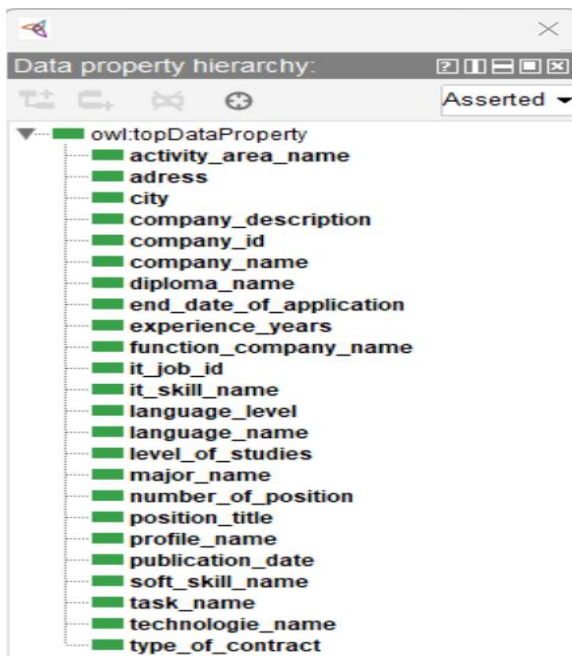 Data property hierarchy:
Asserted
owl:topDataProperty
activity_area_name
adress
city
company_description
company_id
company_name
diploma_name
end_date_of_application
experience_years
function_company_name
it_job_id
it_skill_name
language_level
language_name
level_of_studies
major_name
number_of_position
position_title
profile_name
publication_date
soft_skill_name
task_name
technologie_name
type_of_contract